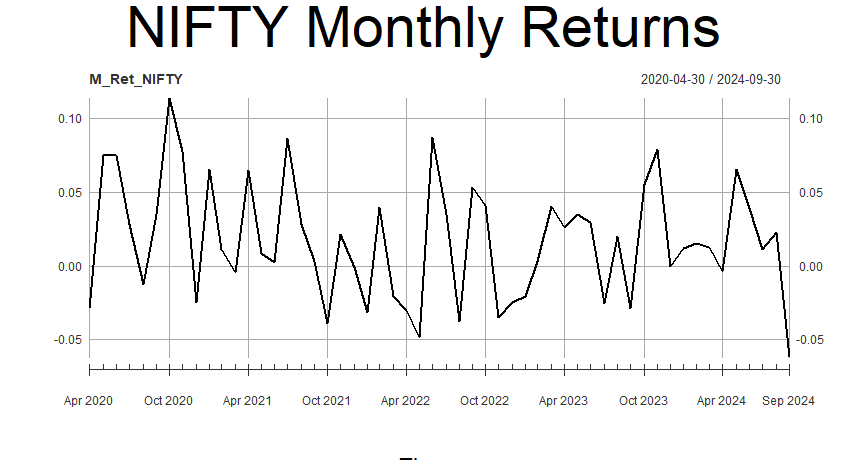 NIFTY Monthly Returns
M_Ret_NIFTY 2020-04-30 / 2024-09-30
0.10 0.10
0.05 0.05
0.00 0.00
-0.05 -0.05
Apr 2020 Oct 2020 Apr 2021 Oct 2021 Apr 2022 Oct 2022 Apr 2023 Oct 2023 Apr 2024 Sep 2024